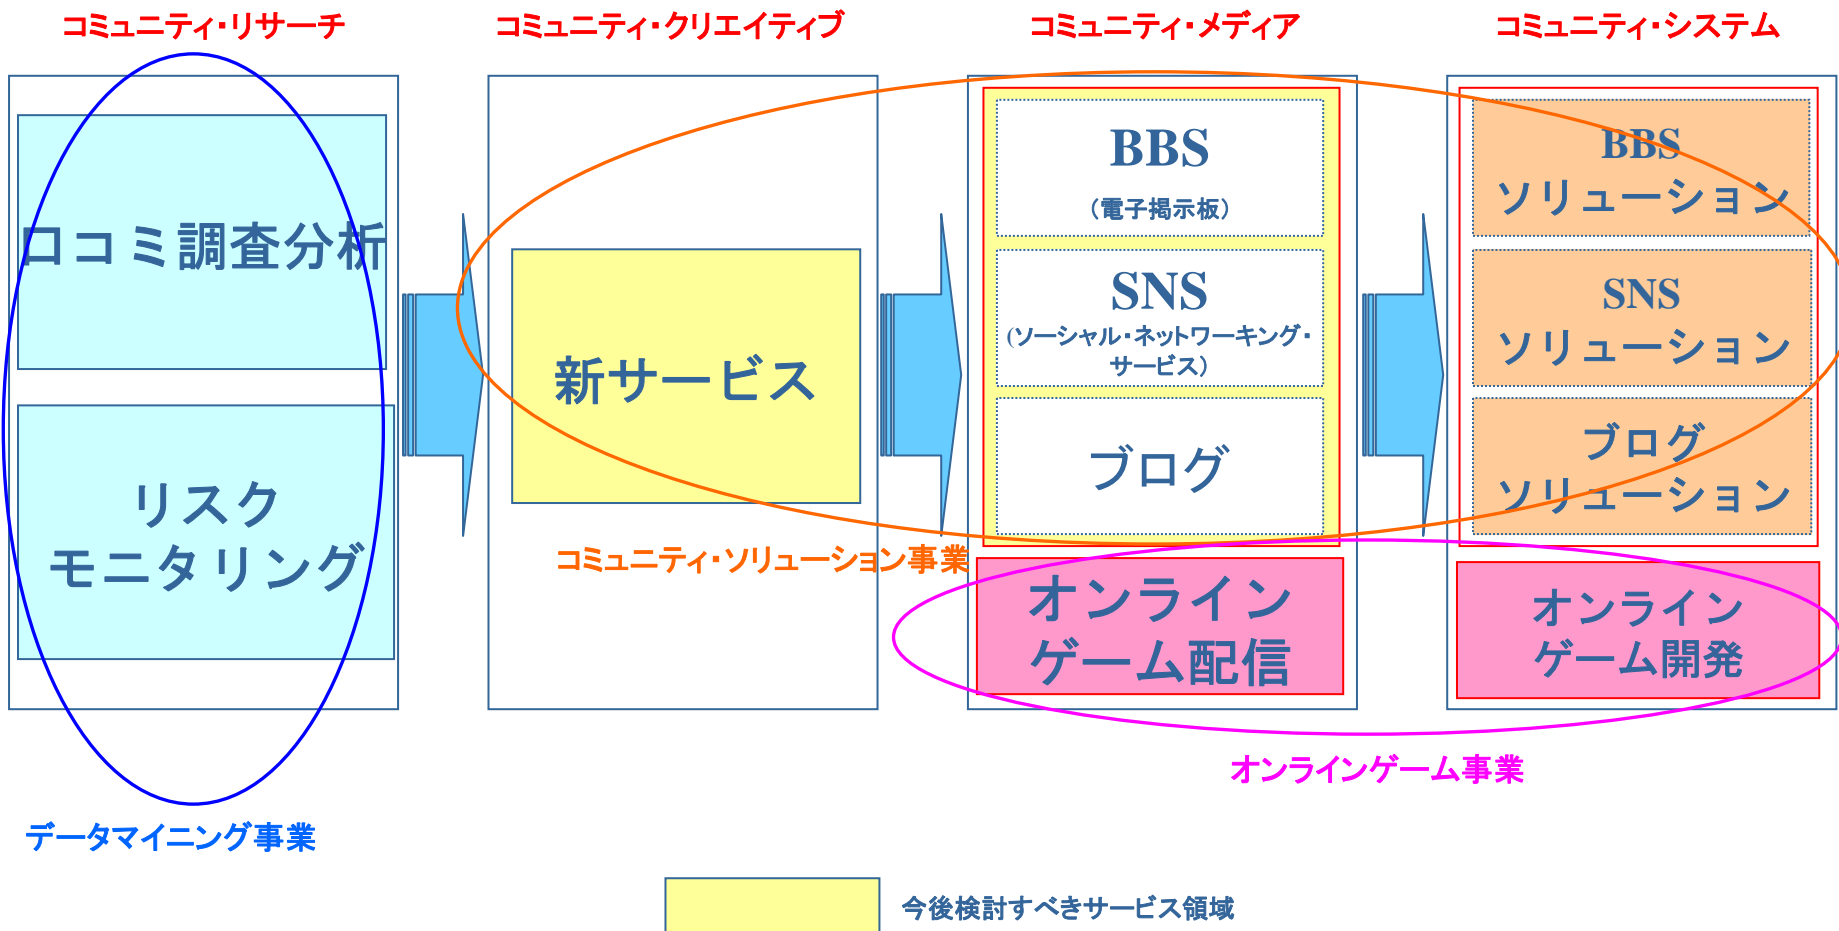 コミュニティ・リサーチ
コミュニティ・クリエイティブ
コミュニティ・メディア
コミュニティ・システム
口コミ調査分析
リスク
モニタリング
新サービス
BBS
（電子掲示板）
SNS
(ソーシャル・ネットワーキング・
サービス)
ブログ
オンライン
ゲーム配信
BBS
ソリューション
SNS
ソリューション
ブログ
ソリューション
オンライン
ゲーム開発
コミュニティ・ソリューション事業
オンラインゲーム事業
データマイニング事業
今後検討すべきサービス領域